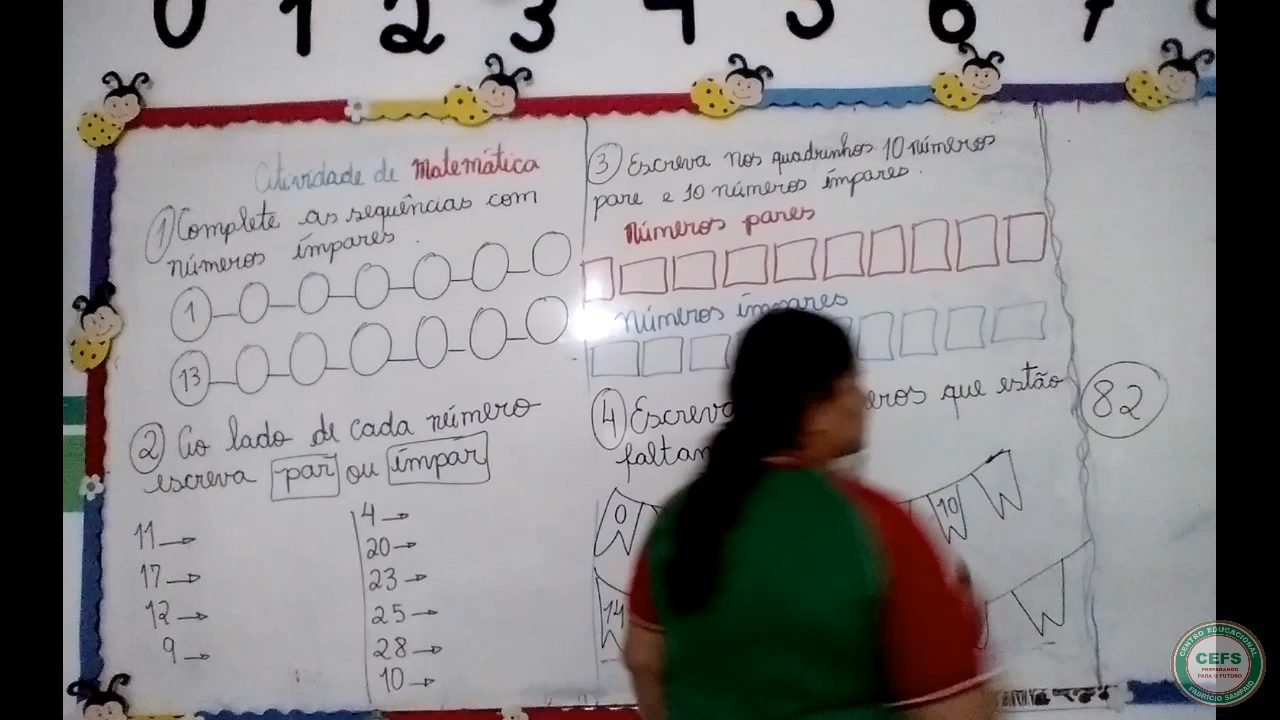 0 1 2 3 4 5 6 7
Atividade de Matemática
1 Complete as sequências com
números ímpares.
1
13
2 Ao lado de cada número
escreva par ou ímpar
11
17
12
9
4
20
23
25
28
10
3 Escreva nos quadrinhos 10 números
pare e 10 números ímpares.
Números pares
Números ímpares
4 Escreva que estão
0 10
14
82
CENTRO EDUCACIONAL
CEFS
PREPARANDO
PARA O FUTURO
FABRÍCIO SAMPAIO